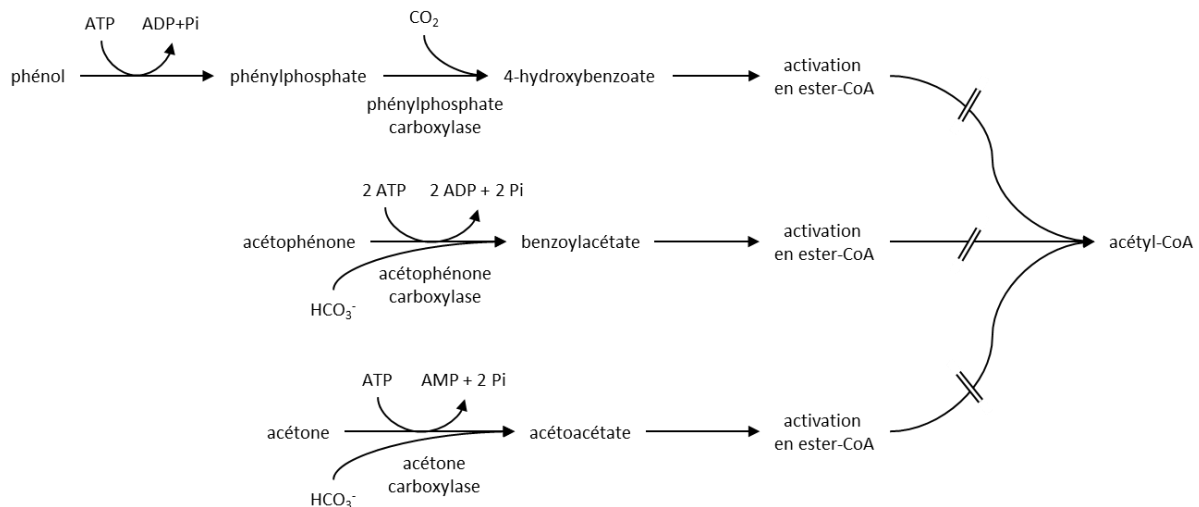 ATP ADP+Pi CO₂
phénol phénylphosphate 4-hydroxybenzoate activation
en ester-CoA
phénylphosphate
carboxylase
2 ATP 2 ADP + 2 Pi
acétophénone benzoylacétate activation
en ester-CoA
acétyl-CoA
acétophénone
carboxylase
HCO₃⁻
ATP AMP + 2 Pi
acétone acétoacétate activation
en ester-CoA
acétone
carboxylase
HCO₃⁻